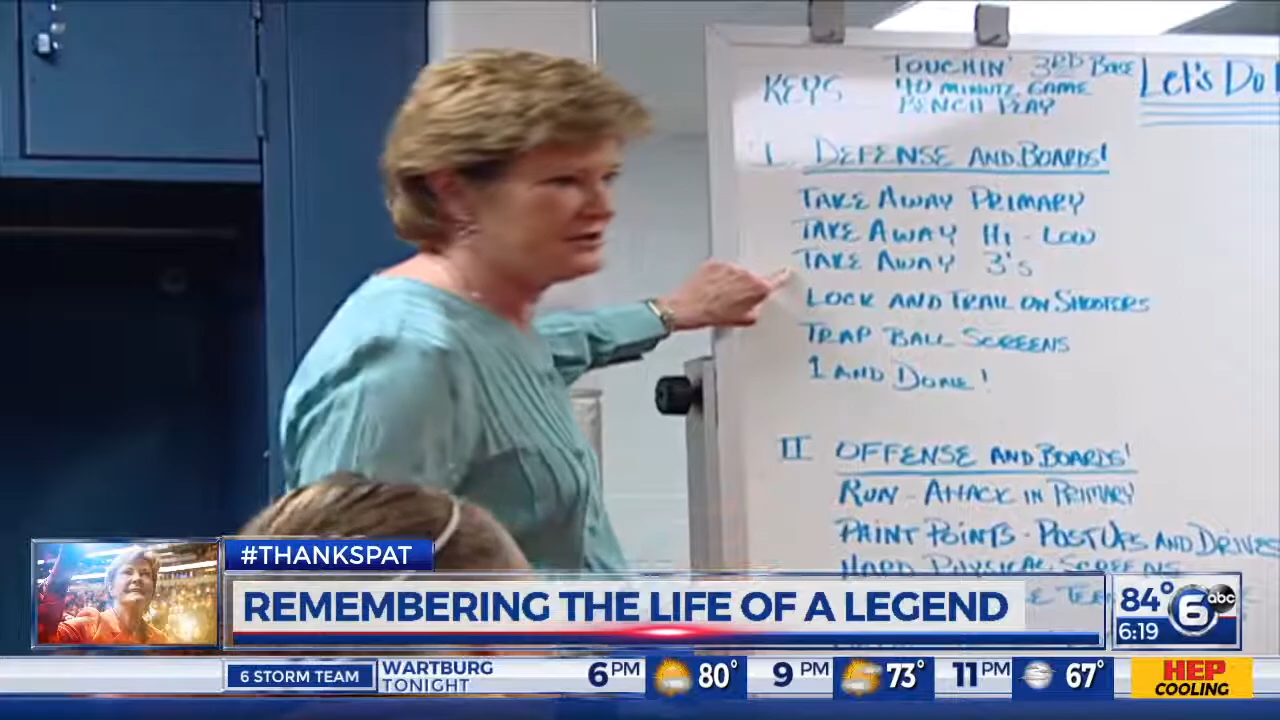 KEYS
TOUCHIN' 3RD BASE
40 MINUTE GAME
BENCH PLAY
Let's Do
I. DEFENSE AND BOARDS!
TAKE AWAY PRIMARY
TAKE AWAY HI-LOW
TAKE AWAY 3's
LOCK AND TRAIL ON SHOOTERS
TRAP BALL SCREENS
1 AND DONE!
II OFFENSE AND BOARDS!
RUN - ATTACK IN PRIMARY
PAINT POINTS - POST UPS AND DRIVES
HARD PHYSICAL SCREENS
#THANKSPAT
REMEMBERING THE LIFE OF A LEGEND
84° 6 abc
6:19
6 STORM TEAM
WARTBURG
TONIGHT
6 PM 80° 9 PM 73° 11 PM 67°
HEP
COOLING